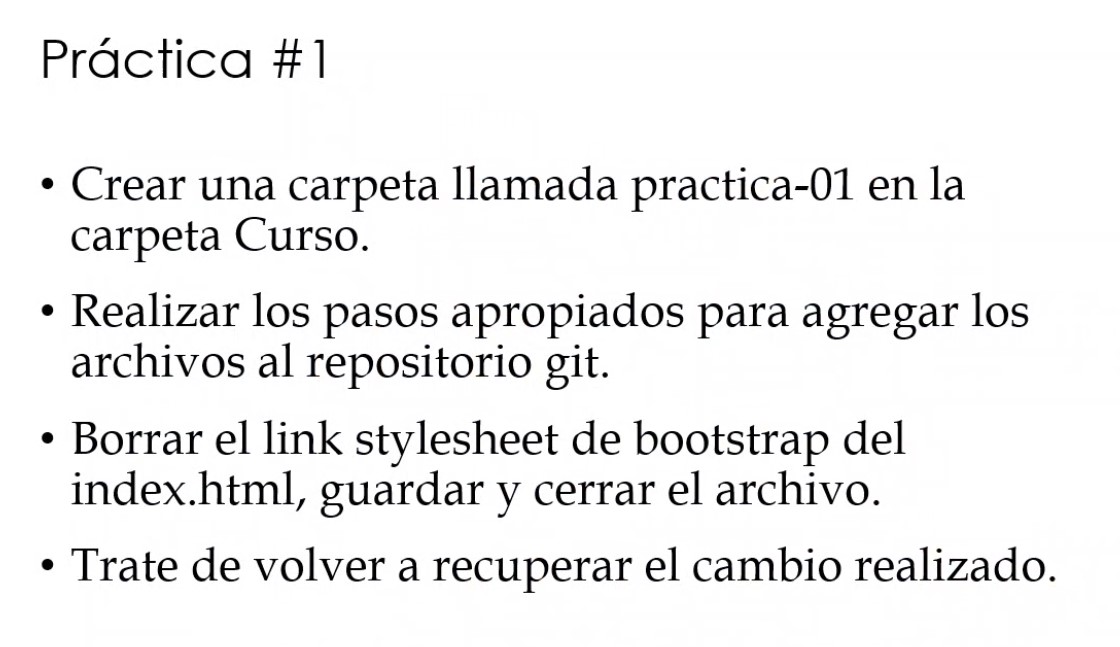 Práctica #1
• Crear una carpeta llamada practica-01 en la
carpeta Curso.
• Realizar los pasos apropiados para agregar los
archivos al repositorio git.
• Borrar el link stylesheet de bootstrap del
index.html, guardar y cerrar el archivo.
• Trate de volver a recuperar el cambio realizado.